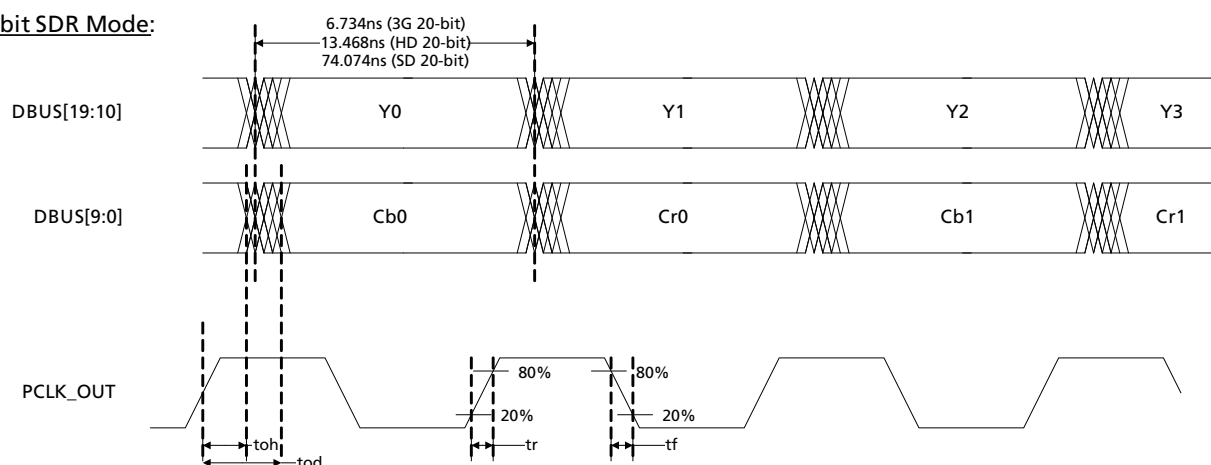 bit SDR Mode:
6.734ns (3G 20-bit)
13.468ns (HD 20-bit)
74.074ns (SD 20-bit)
DBUS[19:10]
Y0
Y1
Y2
Y3
DBUS[9:0]
Cb0
Cr0
Cb1
Cr1
PCLK_OUT
80%
80%
20%
20%
toh
tr
tf
tod